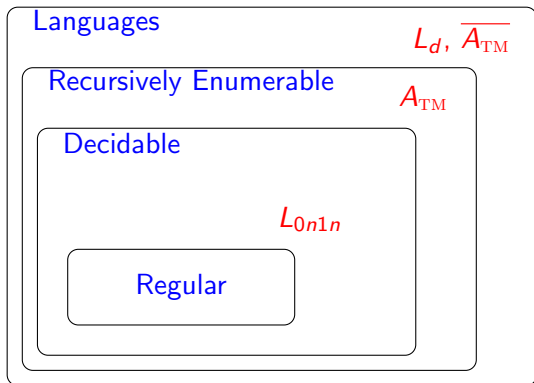 Languages
L_d, \overline{A_{TM}}
Recursively Enumerable
A_{TM}
Decidable
L_{0n1n}
Regular